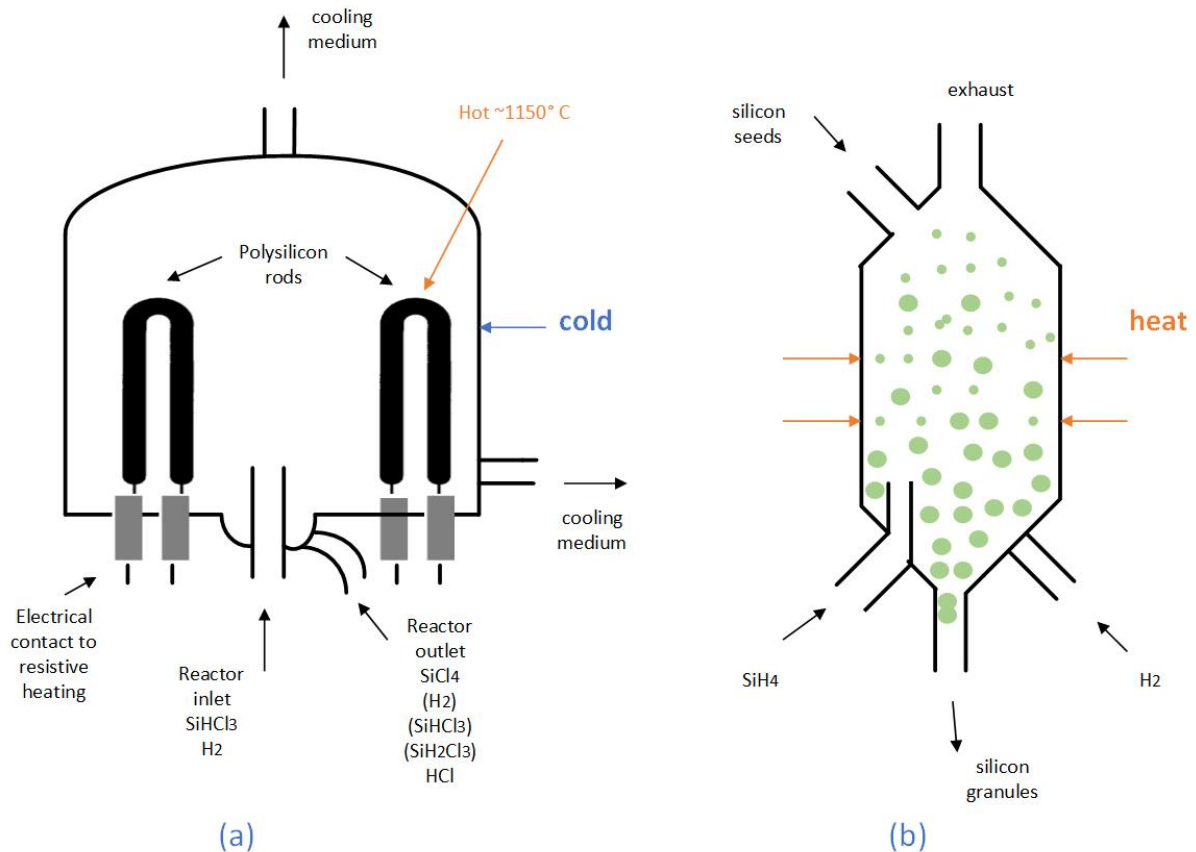 cooling
medium
Hot ~1150° C
Polysilicon
rods
cold
cooling
medium
Electrical
contact to
resistive
heating
Reactor
inlet
SiHCl3
H2
Reactor
outlet
SiCl4
(H2)
(SiHCl3)
(SiH2Cl3)
HCl
(a)
exhaust
silicon
seeds
heat
SiH4
H2
silicon
granules
(b)